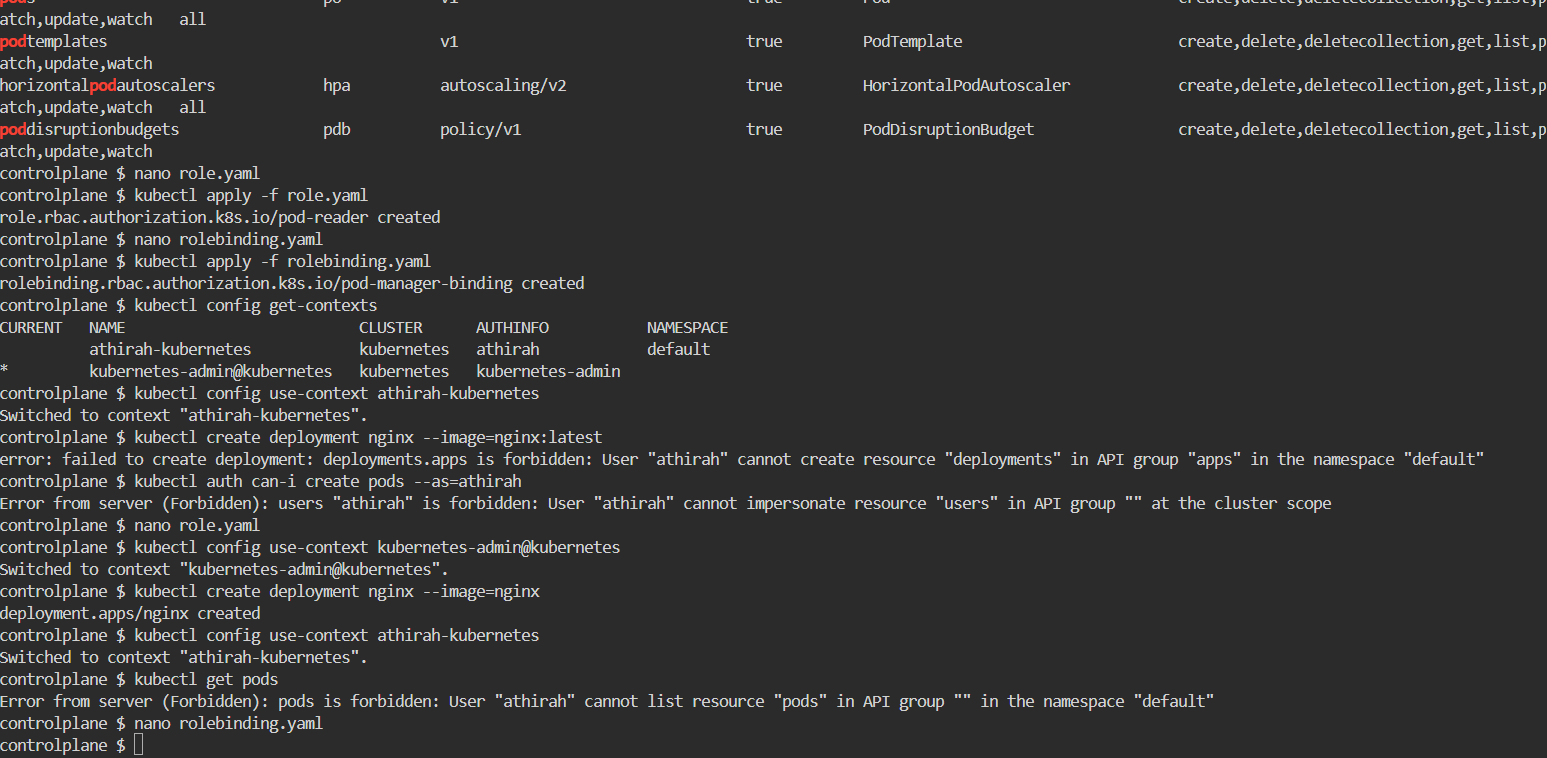 pods                                po           v1                                true         Pod                                create,delete,deletecollection,get,list,p
atch,update,watch   all
podtemplates                                     v1                                true         PodTemplate                        create,delete,deletecollection,get,list,p
atch,update,watch
horizontalpodautoscalers            hpa          autoscaling/v2                    true         HorizontalPodAutoscaler            create,delete,deletecollection,get,list,p
atch,update,watch   all
poddisruptionbudgets                pdb          policy/v1                         true         PodDisruptionBudget                create,delete,deletecollection,get,list,p
atch,update,watch
controlplane $ nano role.yaml
controlplane $ kubectl apply -f role.yaml
role.rbac.authorization.k8s.io/pod-reader created
controlplane $ nano rolebinding.yaml
controlplane $ kubectl apply -f rolebinding.yaml
rolebinding.rbac.authorization.k8s.io/pod-manager-binding created
controlplane $ kubectl config get-contexts
CURRENT   NAME                          CLUSTER      AUTHINFO           NAMESPACE
          athirah-kubernetes            kubernetes   athirah            default
*         kubernetes-admin@kubernetes   kubernetes   kubernetes-admin
controlplane $ kubectl config use-context athirah-kubernetes
Switched to context "athirah-kubernetes".
controlplane $ kubectl create deployment nginx --image=nginx:latest
error: failed to create deployment: deployments.apps is forbidden: User "athirah" cannot create resource "deployments" in API group "apps" in the namespace "default"
controlplane $ kubectl auth can-i create pods --as=athirah
Error from server (Forbidden): users "athirah" is forbidden: User "athirah" cannot impersonate resource "users" in API group "" at the cluster scope
controlplane $ nano role.yaml
controlplane $ kubectl config use-context kubernetes-admin@kubernetes
Switched to context "kubernetes-admin@kubernetes".
controlplane $ kubectl create deployment nginx --image=nginx
deployment.apps/nginx created
controlplane $ kubectl config use-context athirah-kubernetes
Switched to context "athirah-kubernetes".
controlplane $ kubectl get pods
Error from server (Forbidden): pods is forbidden: User "athirah" cannot list resource "pods" in API group "" in the namespace "default"
controlplane $ nano rolebinding.yaml
controlplane $